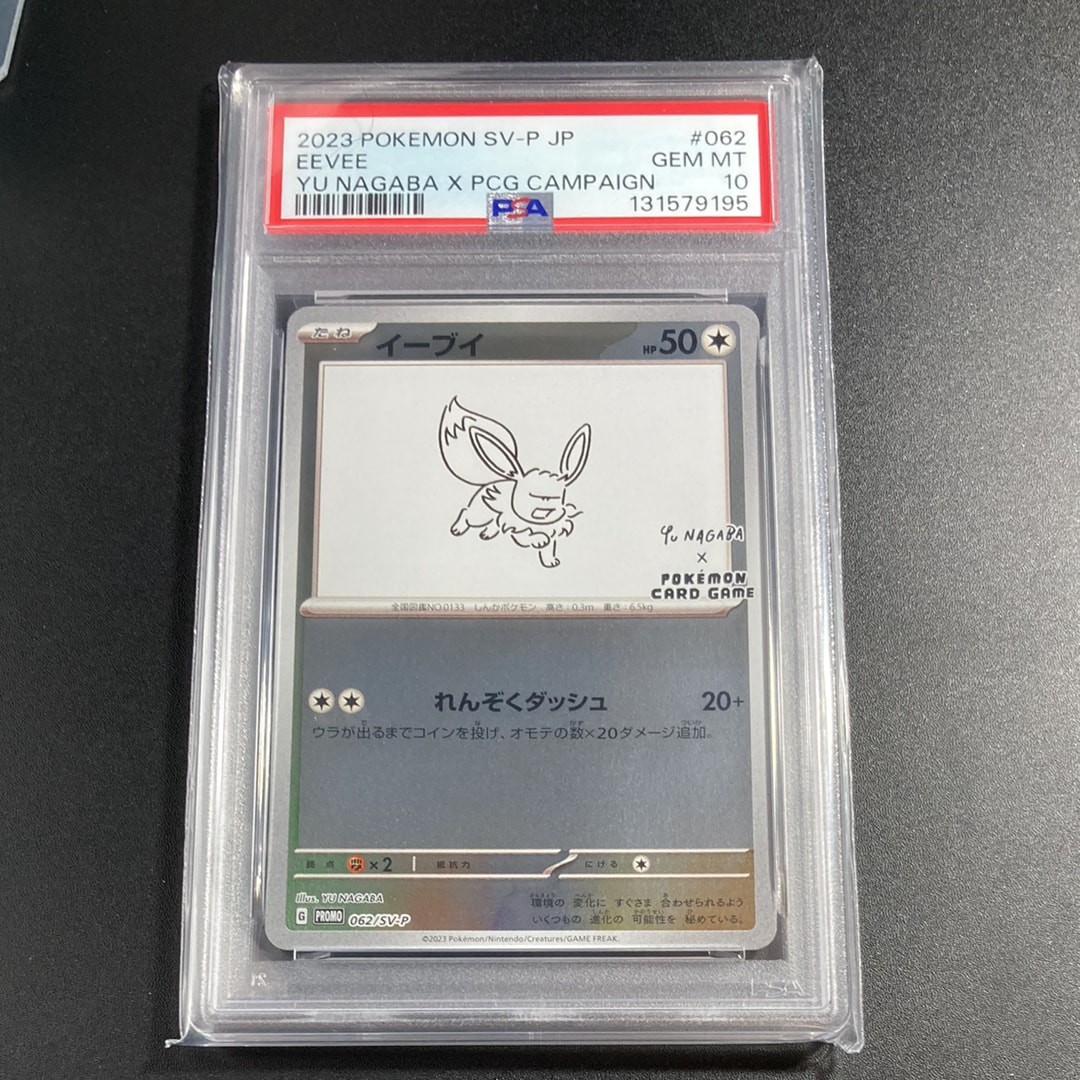 2023 POKEMON SV-P JP #062
EEVEE GEM MT
YU NAGABA X PCG CAMPAIGN 10
PSA 131579195
たね イーブイ HP 50
YU NAGABA
×
POKÉMON
CARD GAME
全国図鑑NO.0133 しんかポケモン 高さ:0.3m 重さ:6.5kg
れんぞくダッシュ 20+
ウラが出るまでコインを投げ、オモテの数×20ダメージ追加。
弱点 ×2 抵抗力 にげる
Illus. YU NAGABA
環境の 変化に すぐさま 合わせられるよう
いくつもの 進化の 可能性を 秘めている。
G PROMO 062/SV-P
©2023 Pokémon/Nintendo/Creatures/GAME FREAK.
PSA